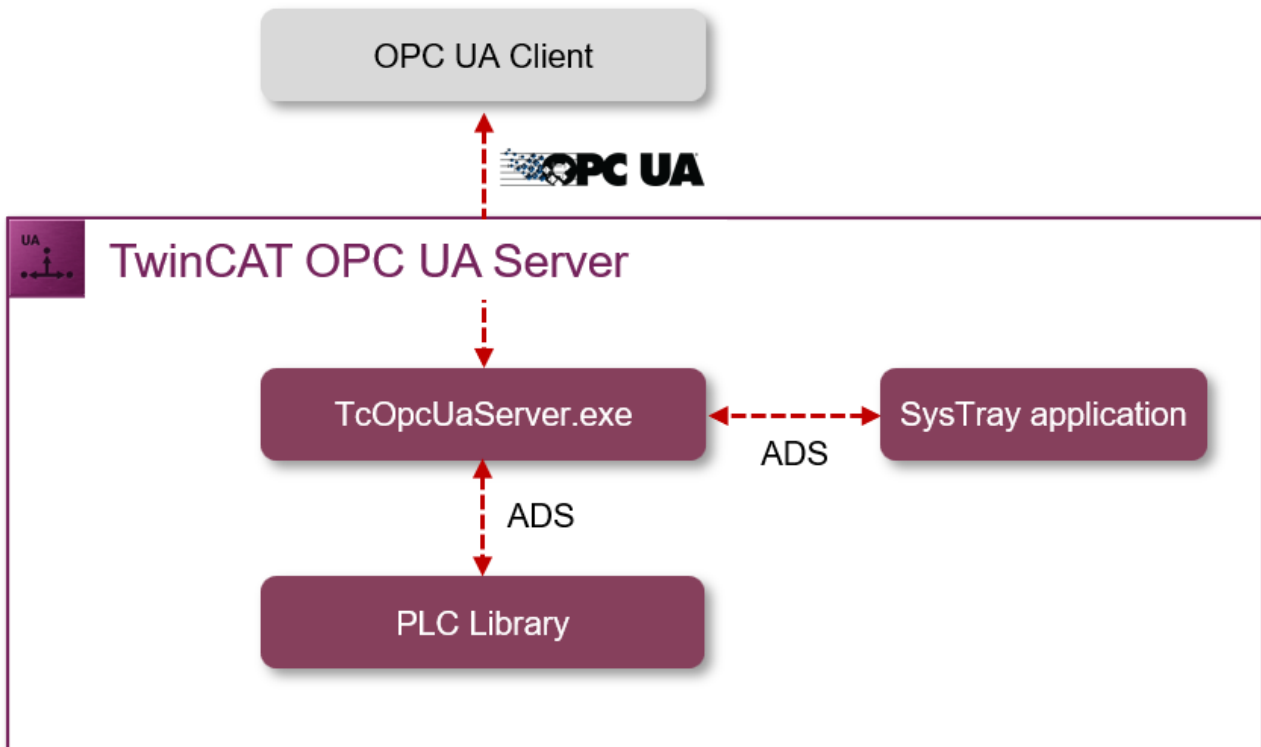 OPC UA Client
OPC UA
UA
TwinCAT OPC UA Server
TcOpcUaServer.exe
SysTray application
ADS
ADS
PLC Library